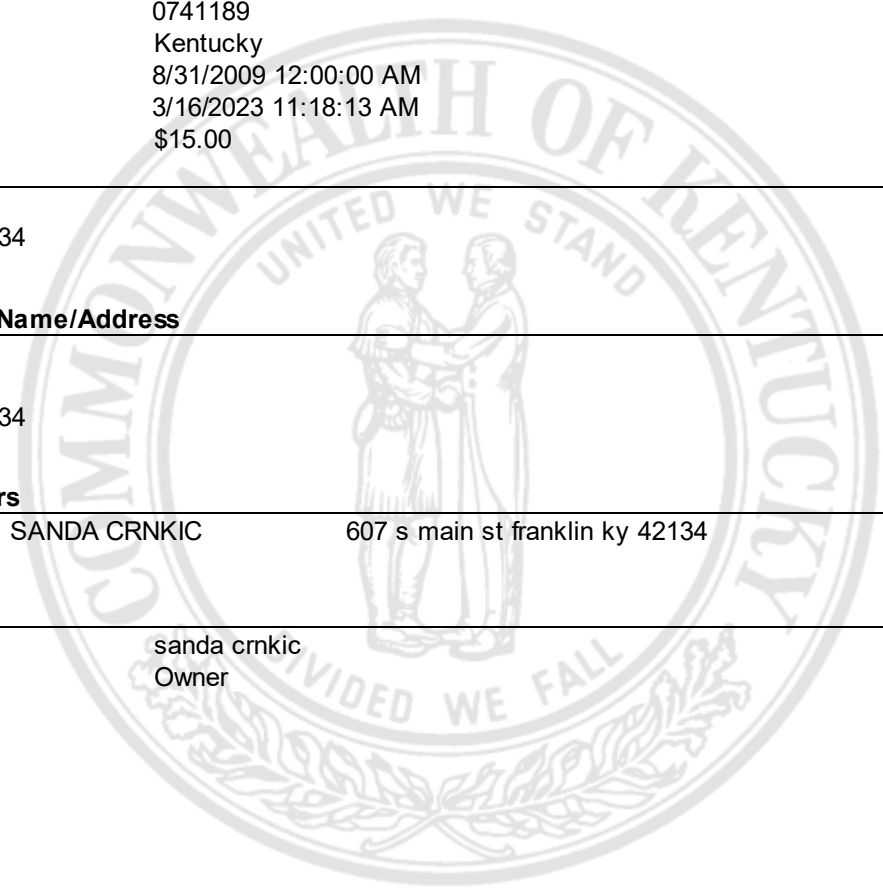 0741189
Kentucky
8/31/2009 12:00:00 AM
3/16/2023 11:18:13 AM
$15.00
34
Name/Address
34
rs
SANDA CRNKIC 607 s main st franklin ky 42134
sanda crnkic
Owner
COMMONWEALTH OF KENTUCKY
UNITED WE STAND
DIVIDED WE FALL